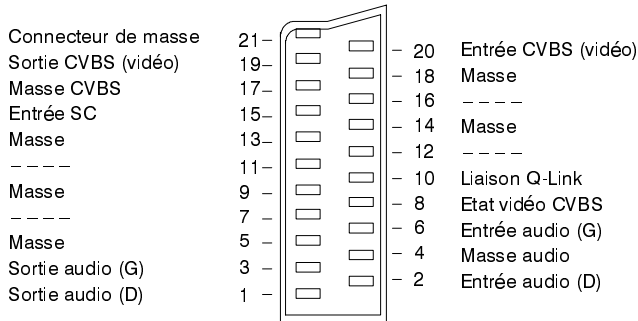 Connecteur de masse 21
Sortie CVBS (vidéo) 19
Masse CVBS 17
Entrée SC 15
Masse 13
---- 11
Masse 9
---- 7
Masse 5
Sortie audio (G) 3
Sortie audio (D) 1
20 Entrée CVBS (vidéo)
18 Masse
16 ----
14 Masse
12 ----
10 Liaison Q-Link
8 Etat vidéo CVBS
6 Entrée audio (G)
4 Masse audio
2 Entrée audio (D)